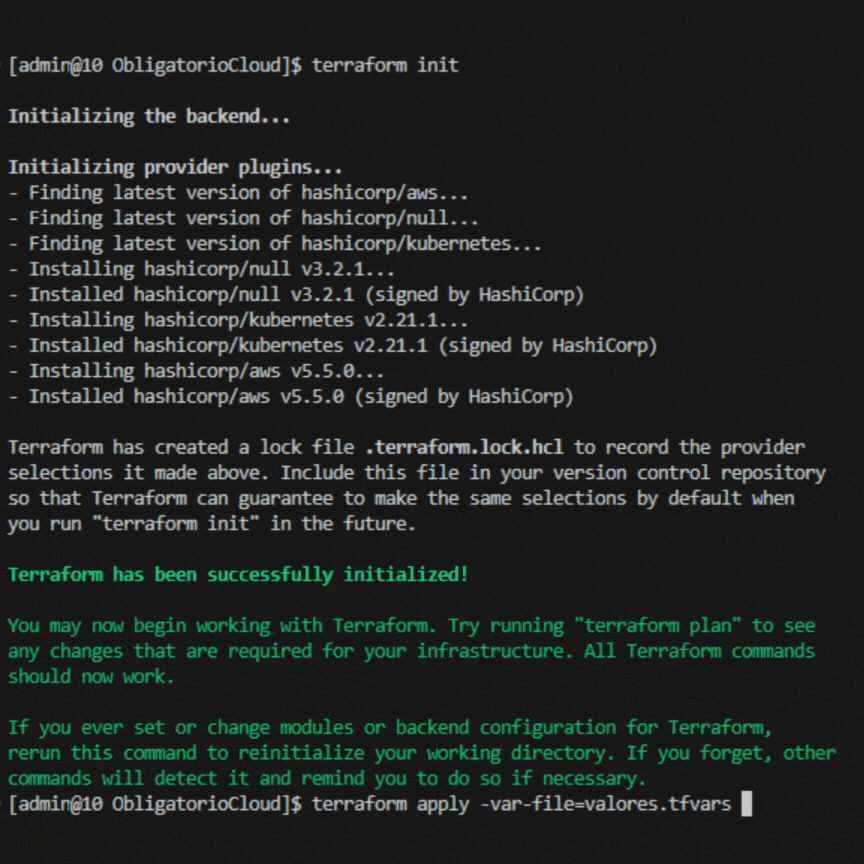 [admin@10 ObligatorioCloud]$ terraform init
Initializing the backend...
Initializing provider plugins...
- Finding latest version of hashicorp/aws...
- Finding latest version of hashicorp/null...
- Finding latest version of hashicorp/kubernetes...
- Installing hashicorp/null v3.2.1...
- Installed hashicorp/null v3.2.1 (signed by HashiCorp)
- Installing hashicorp/kubernetes v2.21.1...
- Installed hashicorp/kubernetes v2.21.1 (signed by HashiCorp)
- Installing hashicorp/aws v5.5.0...
- Installed hashicorp/aws v5.5.0 (signed by HashiCorp)
Terraform has created a lock file .terraform.lock.hcl to record the provider
selections it made above. Include this file in your version control repository
so that Terraform can guarantee to make the same selections by default when
you run "terraform init" in the future.
Terraform has been successfully initialized!
You may now begin working with Terraform. Try running "terraform plan" to see
any changes that are required for your infrastructure. All Terraform commands
should now work.
If you ever set or change modules or backend configuration for Terraform,
rerun this command to reinitialize your working directory. If you forget, other
commands will detect it and remind you to do so if necessary.
[admin@10 ObligatorioCloud]$ terraform apply -var-file=valores.tfvars